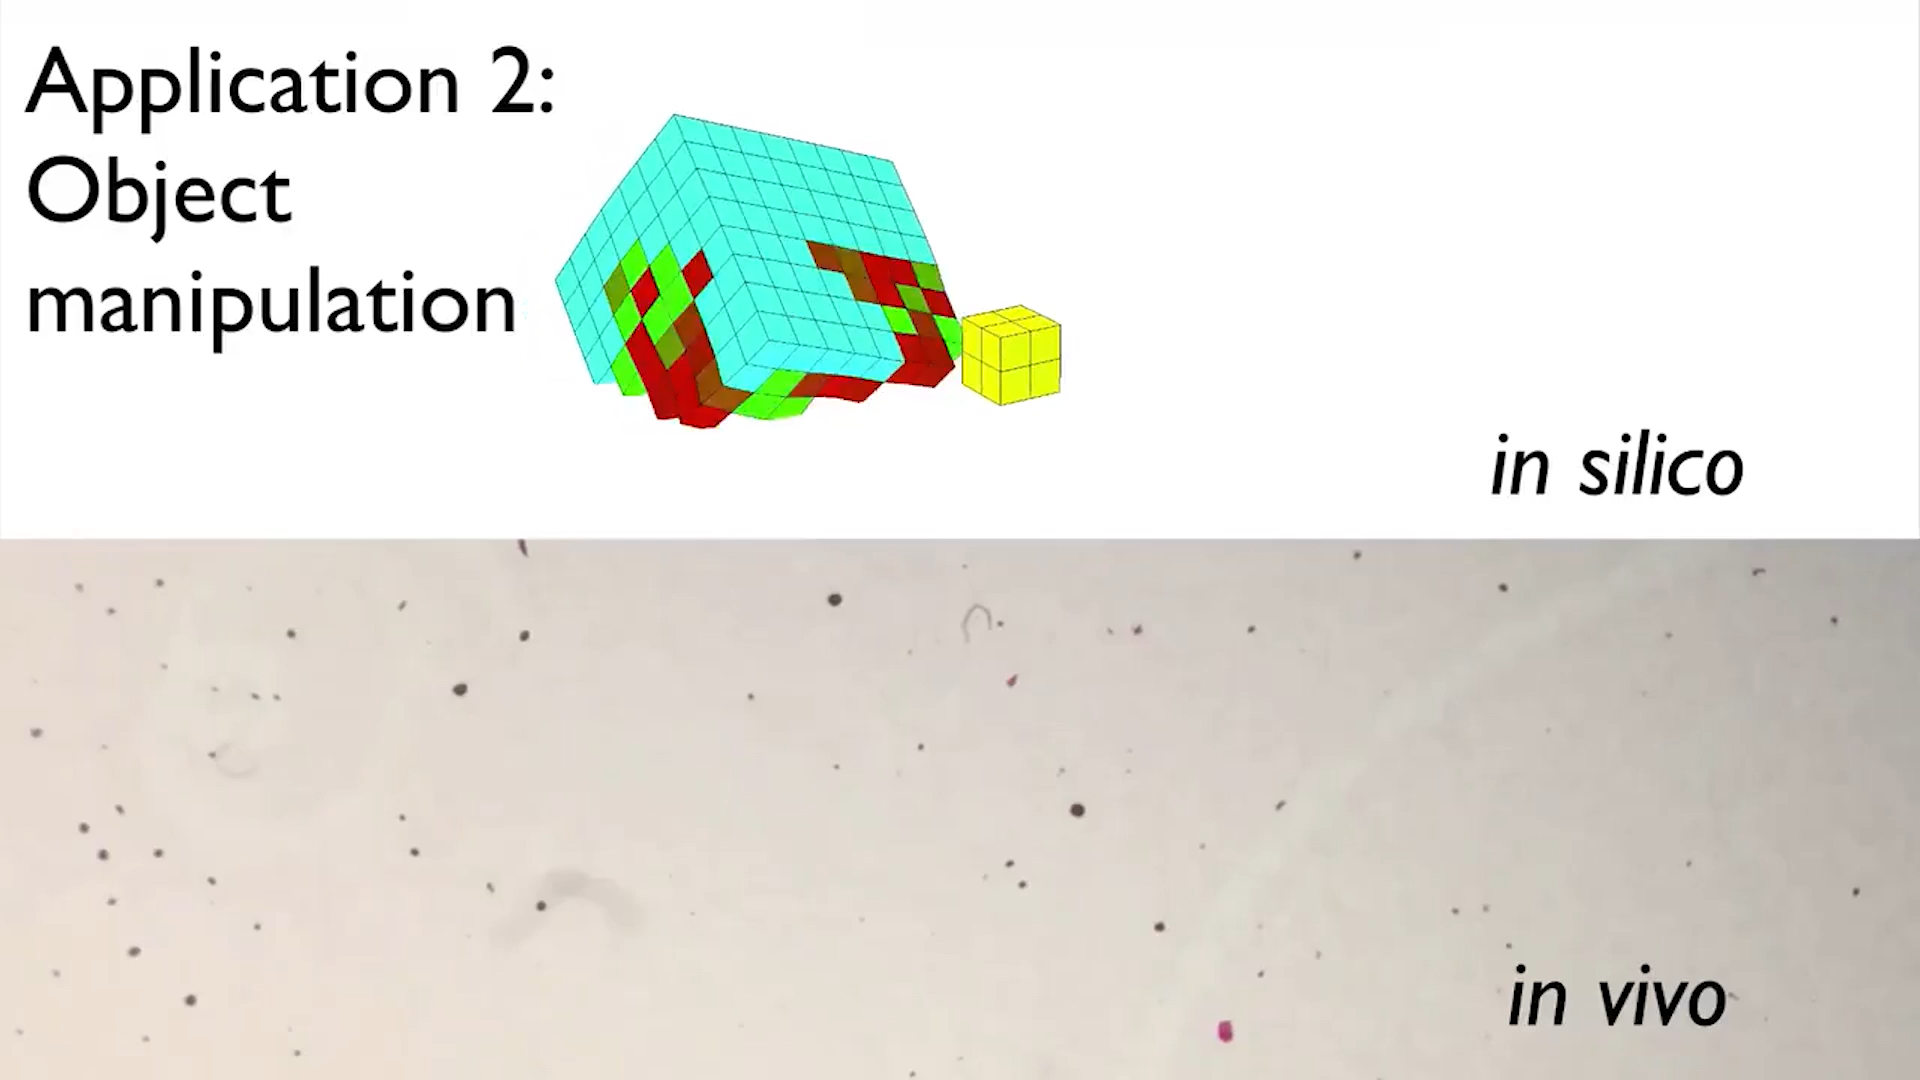 Application 2:
Object
manipulation
in silico
in vivo